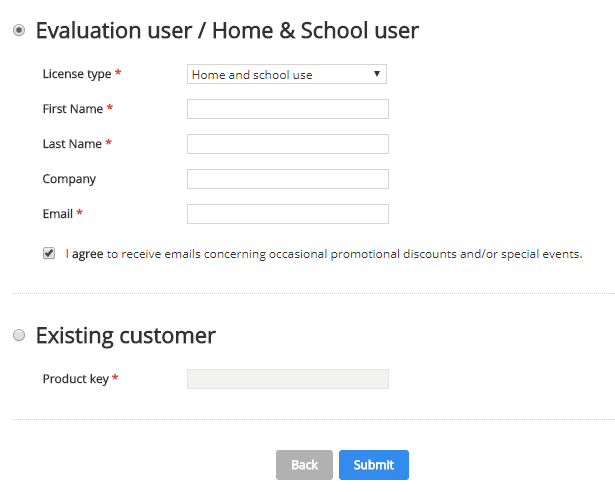 Evaluation user / Home & School user
License type *
Home and school use
First Name *
Last Name *
Company
Email *
I agree to receive emails concerning occasional promotional discounts and/or special events.
Existing customer
Product key *
Back
Submit